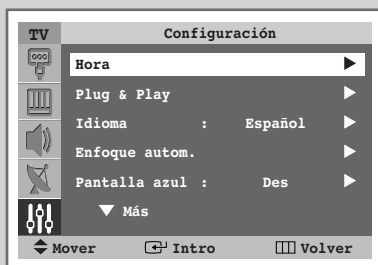 TV Configuración
Hora
Plug & Play
Idioma : Español
Enfoque autom.
Pantalla azul : Des
Más
Mover Intro Volver